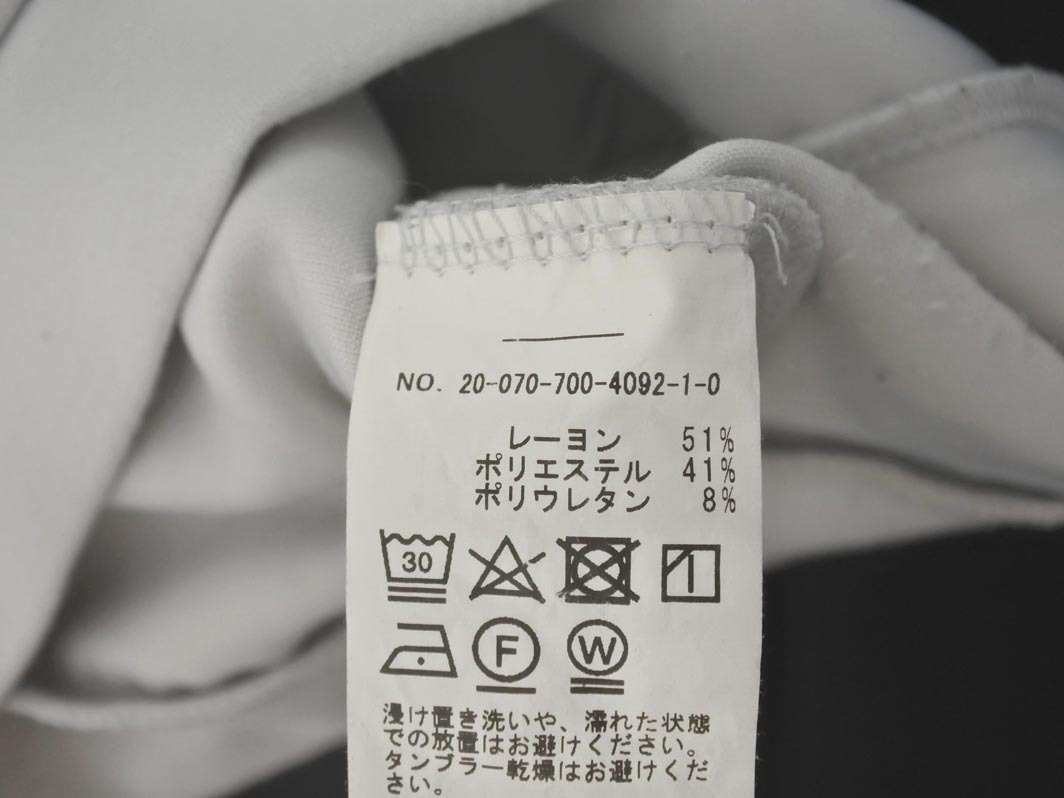 NO. 20-070-700-4092-1-0
レーヨン 51%
ポリエステル 41%
ポリウレタン 8%
30
F W
浸け置き洗いや、濡れた状態
での放置はお避けください。
タンブラー乾燥はお避けくだ
さい。